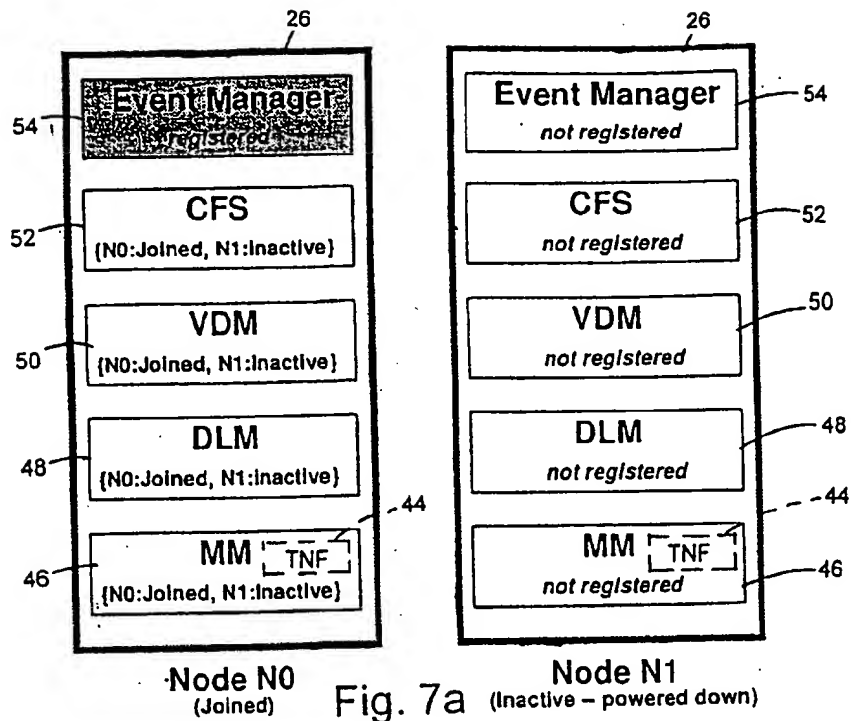 26
Event Manager
registered
54
CFS
{N0:Joined, N1:Inactive}
52
VDM
{N0:Joined, N1:Inactive}
50
DLM
{N0:Joined, N1:Inactive}
48
44
MM
TNF
{N0:Joined, N1:Inactive}
46
Node N0
(Joined)
26
Event Manager
not registered
54
CFS
not registered
52
VDM
not registered
50
DLM
not registered
48
44
MM
TNF
not registered
46
Node N1
(Inactive – powered down)
Fig. 7a